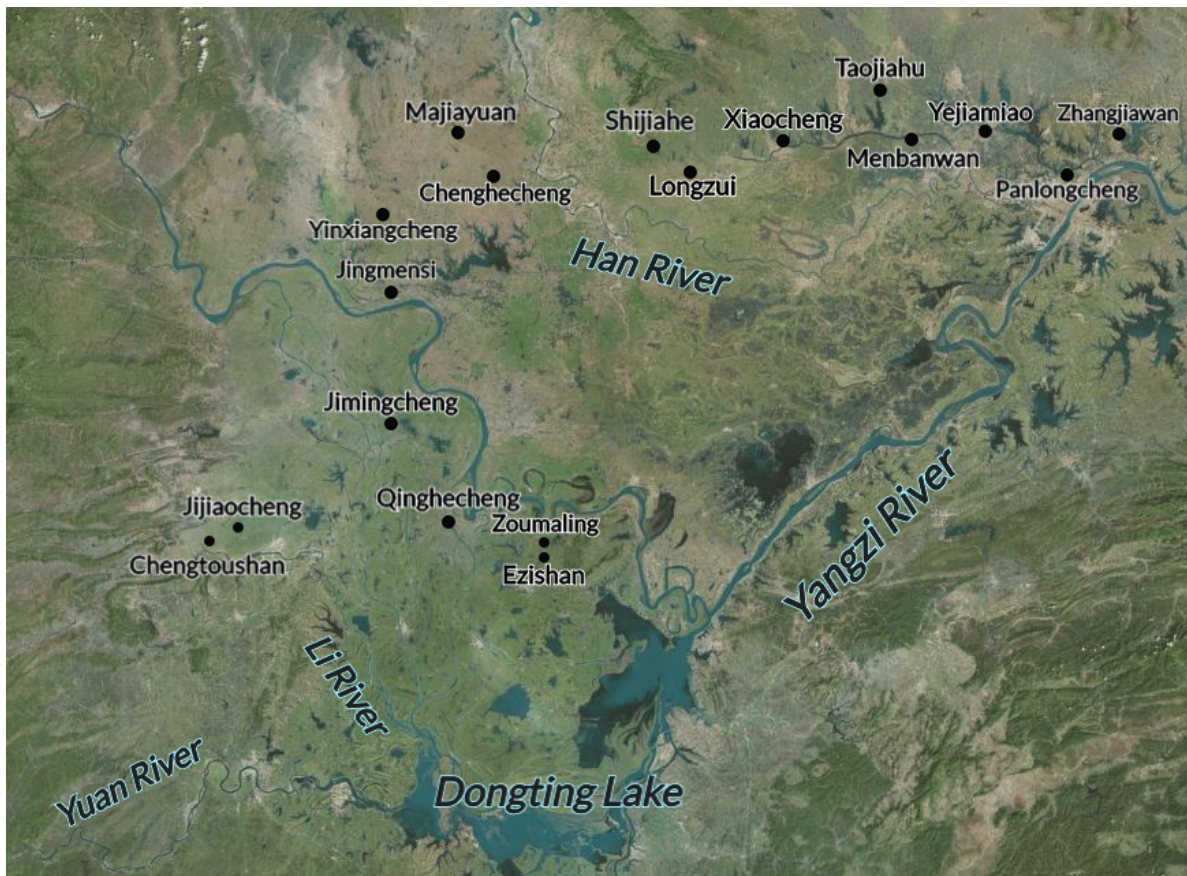 Taojiahu
Majiayuan
Shijiahe
Xiaocheng
Yejiamiao
Zhangjiawan
Menbanwan
Chenghecheng
Longzui
Panlongcheng
Yinxiangcheng
Han River
Jingmensi
Jimingcheng
Qinghecheng
Jijiaocheng
Zoumaling
Chengtoushan
Ezishan
Yangzi River
Li River
Yuan River
Dongting Lake